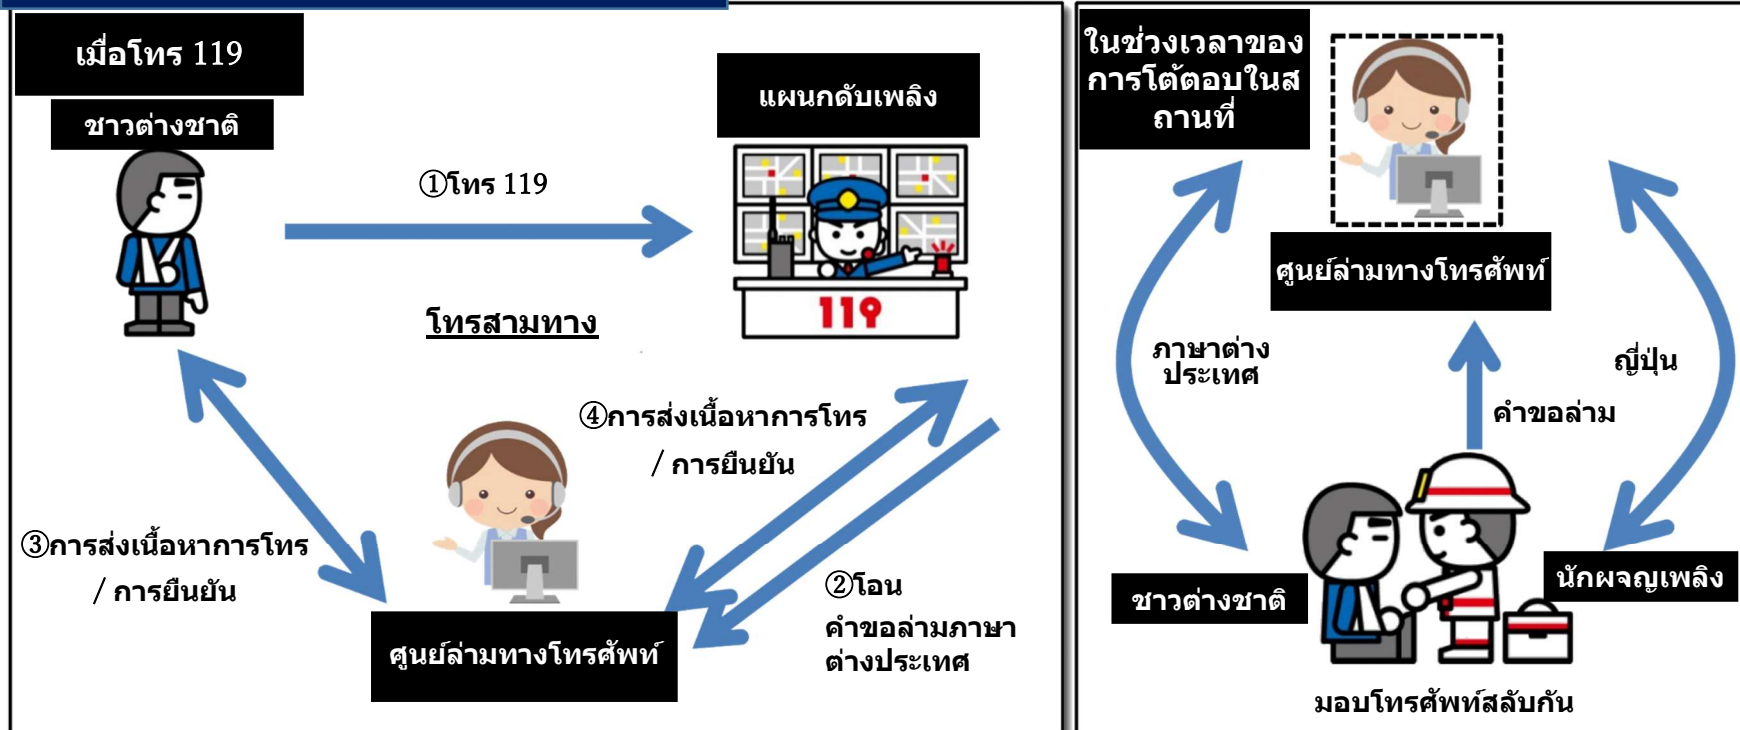 เมื่อโทร 119
ชาวต่างชาติ
แผนกดับเพลิง
①โทร 119
119
โทรสามทาง
④การส่งเนื้อหาการโทร
/ การยืนยัน
③การส่งเนื้อหาการโทร
/ การยืนยัน
②โอน
คำขอล่ามภาษา
ต่างประเทศ
ศูนย์ล่ามทางโทรศัพท์
ในช่วงเวลาของ
การโต้ตอบในส
ถานที่
ศูนย์ล่ามทางโทรศัพท์
ภาษาต่าง
ประเทศ
ญี่ปุ่น
คำขอล่าม
ชาวต่างชาติ
นักผจญเพลิง
มอบโทรศัพท์สลับกัน